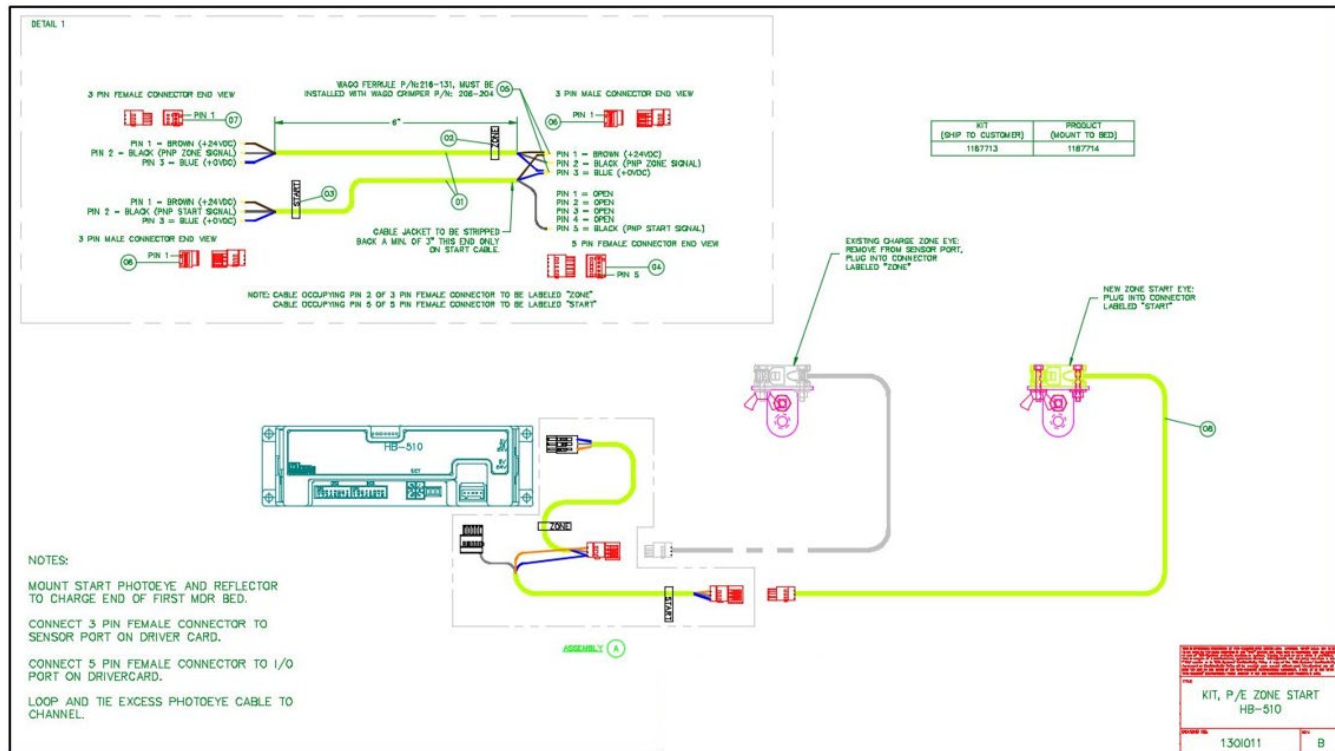 DETAIL 1
WAGO FERRULE P/N:216-131, MUST BE
INSTALLED WITH WAGO CRIMPER P/N: 206-204
05
3 PIN FEMALE CONNECTOR END VIEW
PIN 1
07
6"
02
ZONE
3 PIN MALE CONNECTOR END VIEW
PIN 1
06
PIN 1 - BROWN (+24VDC)
PIN 2 - BLACK (PNP ZONE SIGNAL)
PIN 3 = BLUE (+0VDC)
PIN 1 - BROWN (+24VDC)
PIN 2 - BLACK (PNP ZONE SIGNAL)
PIN 3 = BLUE (+0VDC)
START
03
01
PIN 1 - BROWN (+24VDC)
PIN 2 - BLACK (PNP START SIGNAL)
PIN 3 = BLUE (+0VDC)
PIN 1 = OPEN
PIN 2 = OPEN
PIN 3 = OPEN
PIN 4 = OPEN
PIN 5 = BLACK (PNP START SIGNAL)
CABLE JACKET TO BE STRIPPED
BACK A MIN. OF 3" THIS END ONLY
ON START CABLE.
3 PIN MALE CONNECTOR END VIEW
PIN 1
06
5 PIN FEMALE CONNECTOR END VIEW
04
PIN 5
NOTE: CABLE OCCUPYING PIN 2 OF 3 PIN FEMALE CONNECTOR TO BE LABELED "ZONE"
CABLE OCCUPYING PIN 5 OF 5 PIN FEMALE CONNECTOR TO BE LABELED "START"
KIT
(SHIP TO CUSTOMER)
PRODUCT
(MOUNT TO BED)
1187713
1187714
EXISTING CHARGE ZONE EYE:
REMOVE FROM SENSOR PORT,
PLUG INTO CONNECTOR
LABELED "ZONE"
NEW ZONE START EYE:
PLUG INTO CONNECTOR
LABELED "START"
08
HB-510
SET
ZONE
START
ASSEMBLY A
NOTES:
MOUNT START PHOTOEYE AND REFLECTOR
TO CHARGE END OF FIRST MDR BED.
CONNECT 3 PIN FEMALE CONNECTOR TO
SENSOR PORT ON DRIVER CARD.
CONNECT 5 PIN FEMALE CONNECTOR TO I/O
PORT ON DRIVERCARD.
LOOP AND TIE EXCESS PHOTOEYE CABLE TO
CHANNEL.
TITLE
KIT, P/E ZONE START
HB-510
1301011
B